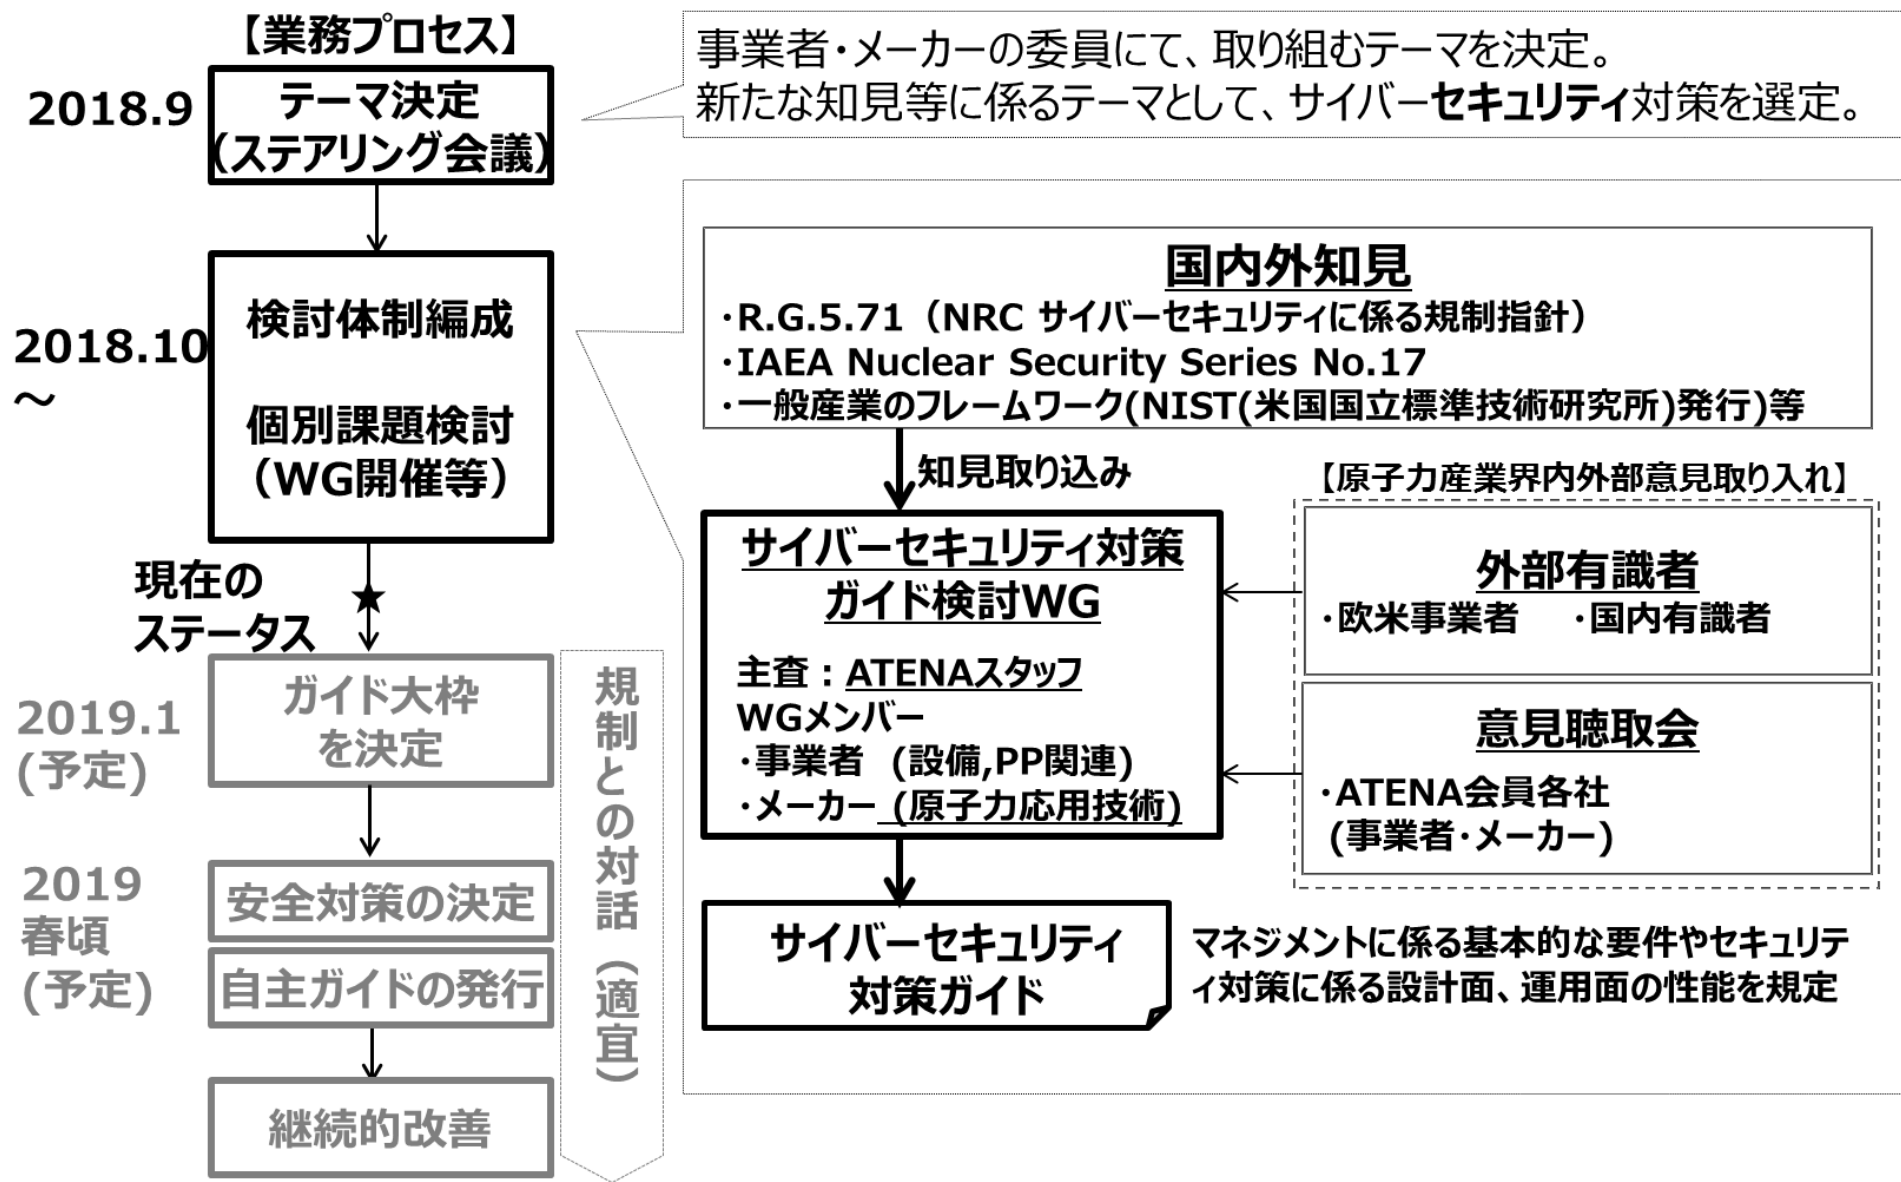 【業務プロセス】
2018.9
テーマ決定
(ステアリング会議)
事業者・メーカーの委員にて、取り組むテーマを決定。
新たな知見等に係るテーマとして、サイバーセキュリティ対策を選定。
2018.10
～
検討体制編成
個別課題検討
(WG開催等)
現在の
ステータス
★
2019.1
(予定)
ガイド大枠
を決定
2019
春頃
(予定)
安全対策の決定
自主ガイドの発行
継続的改善
規制との対話(適宜)
国内外知見
・R.G.5.71(NRC サイバーセキュリティに係る規制指針)
・IAEA Nuclear Security Series No.17
・一般産業のフレームワーク(NIST(米国国立標準技術研究所)発行)等
知見取り込み
【原子力産業界内外部意見取り入れ】
サイバーセキュリティ対策
ガイド検討WG
主査：ATENAスタッフ
WGメンバー
・事業者 (設備,PP関連)
・メーカー (原子力応用技術)
外部有識者
・欧米事業者 ・国内有識者
意見聴取会
・ATENA会員各社
(事業者・メーカー)
サイバーセキュリティ
対策ガイド
マネジメントに係る基本的な要件やセキュリテ
ィ対策に係る設計面、運用面の性能を規定